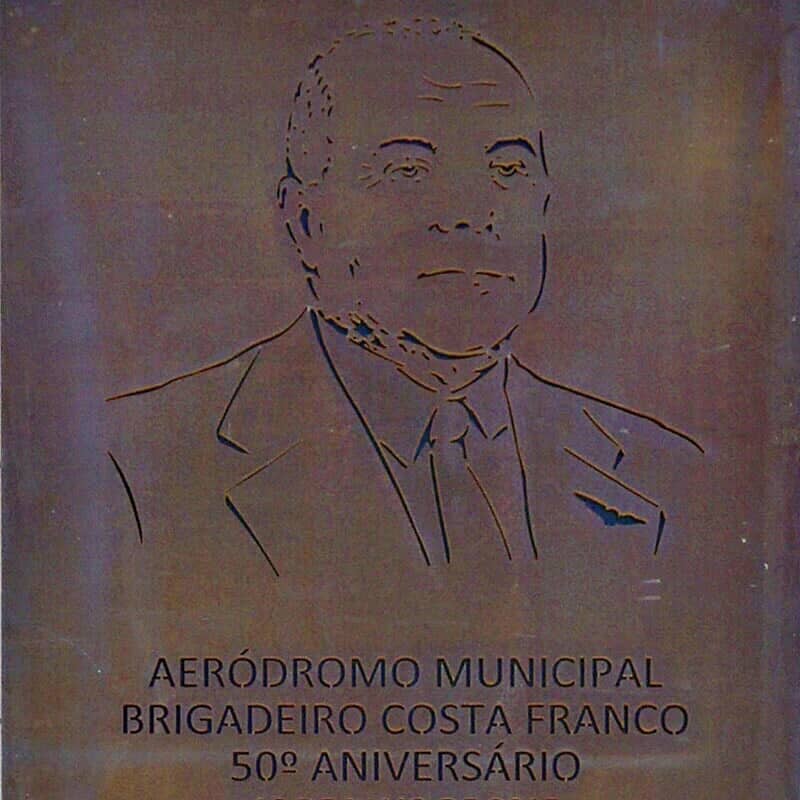 AERÓDROMO MUNICIPAL
BRIGADEIRO COSTA FRANCO
50º ANIVERSÁRIO